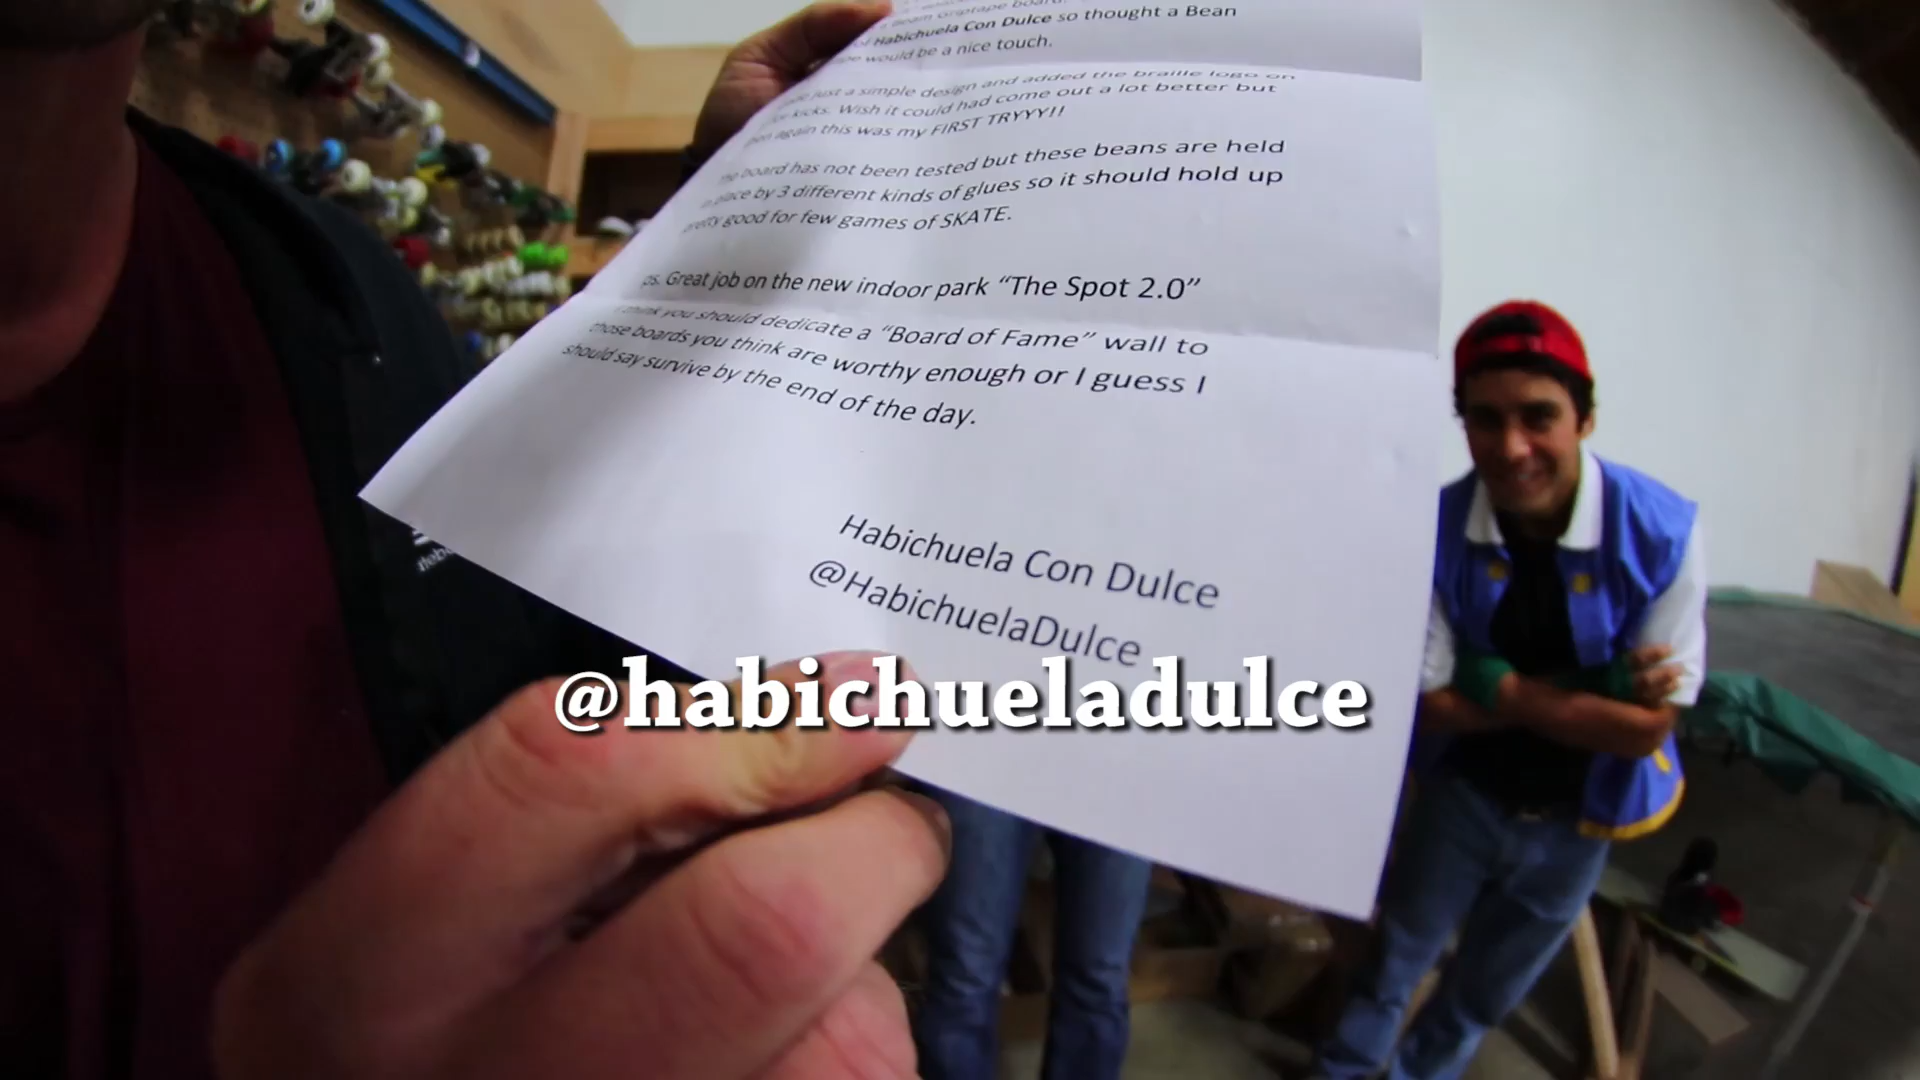 a Beam Griptape board.
Habichuela Con Dulce so thought a Bean
would be a nice touch.
just a simple design and added the braille logo on
kicks. Wish it could had come out a lot better but
again this was my FIRST TRYYY!!
board has not been tested but these beans are held
place by 3 different kinds of glues so it should hold up
pretty good for few games of SKATE.
ps. Great job on the new indoor park “The Spot 2.0”
I think you should dedicate a “Board of Fame” wall to
those boards you think are worthy enough or I guess I
should say survive by the end of the day.
Habichuela Con Dulce
@HabichuelaDulce
@habichueladulce